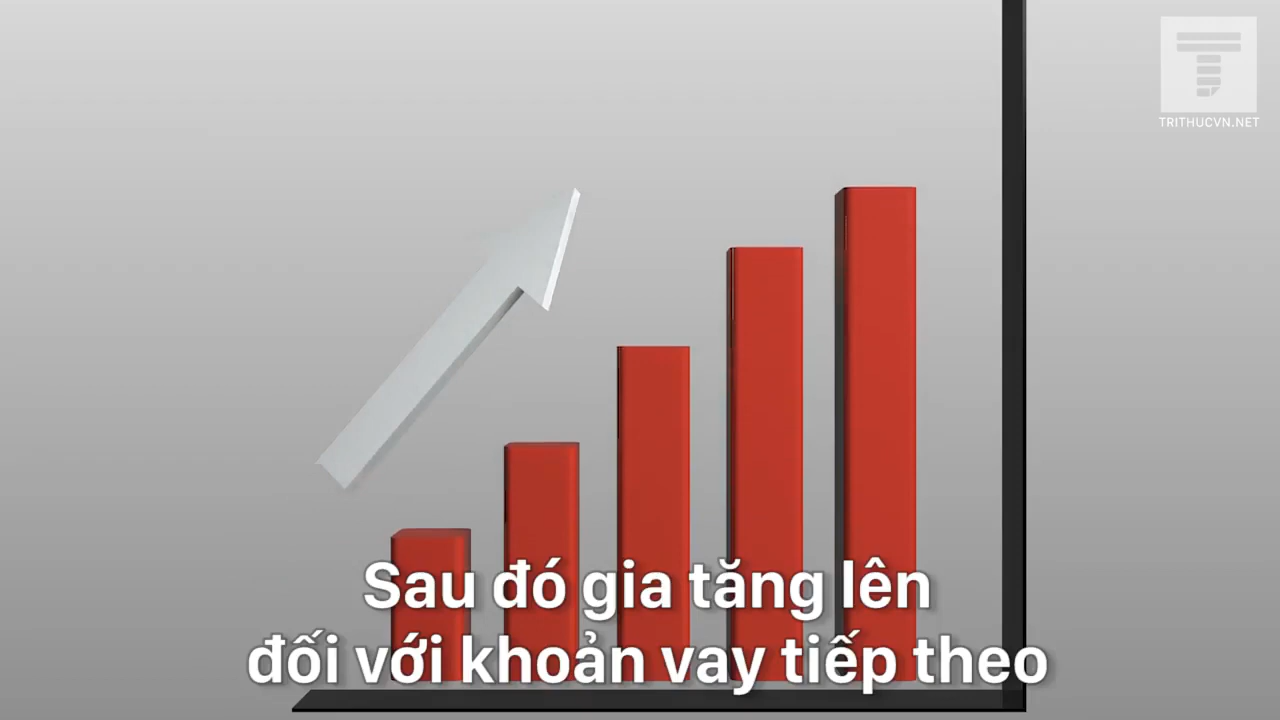 TRITHUCVN.NET
Sau đó gia tăng lên
đối với khoản vay tiếp theo